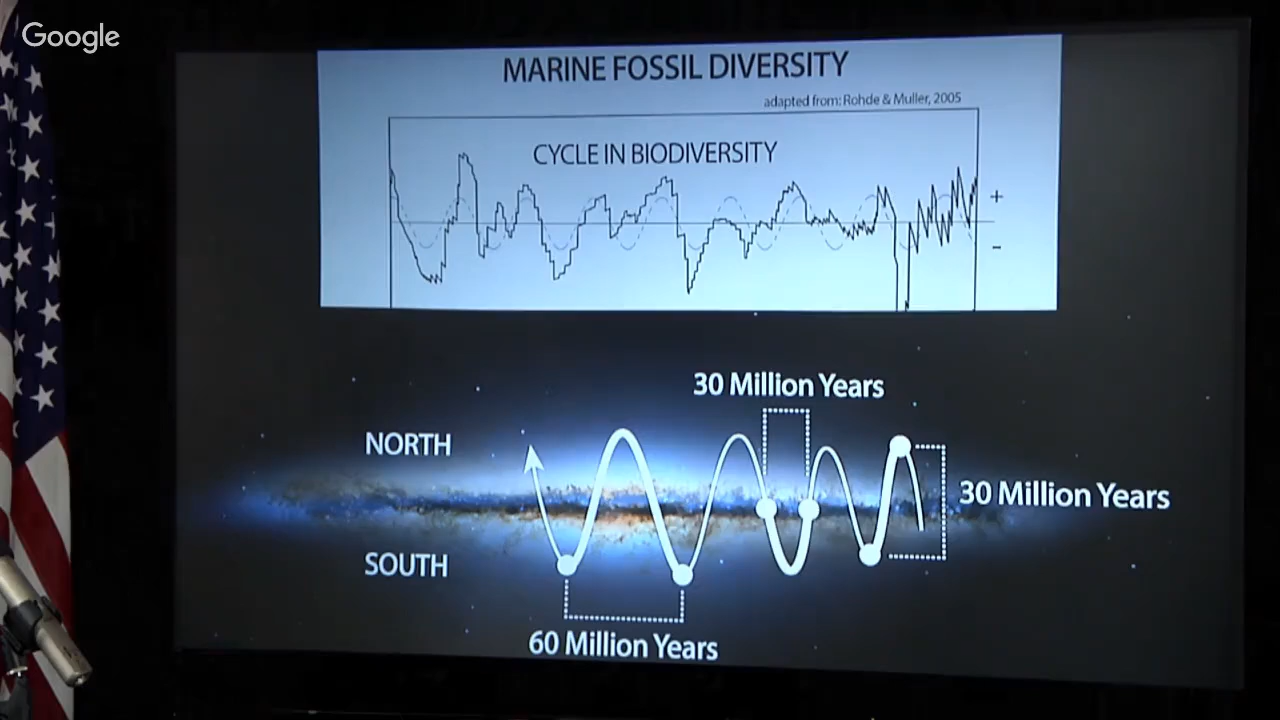 Google
MARINE FOSSIL DIVERSITY
adapted from: Rohde & Muller, 2005
CYCLE IN BIODIVERSITY
+
-
30 Million Years
NORTH
30 Million Years
SOUTH
60 Million Years